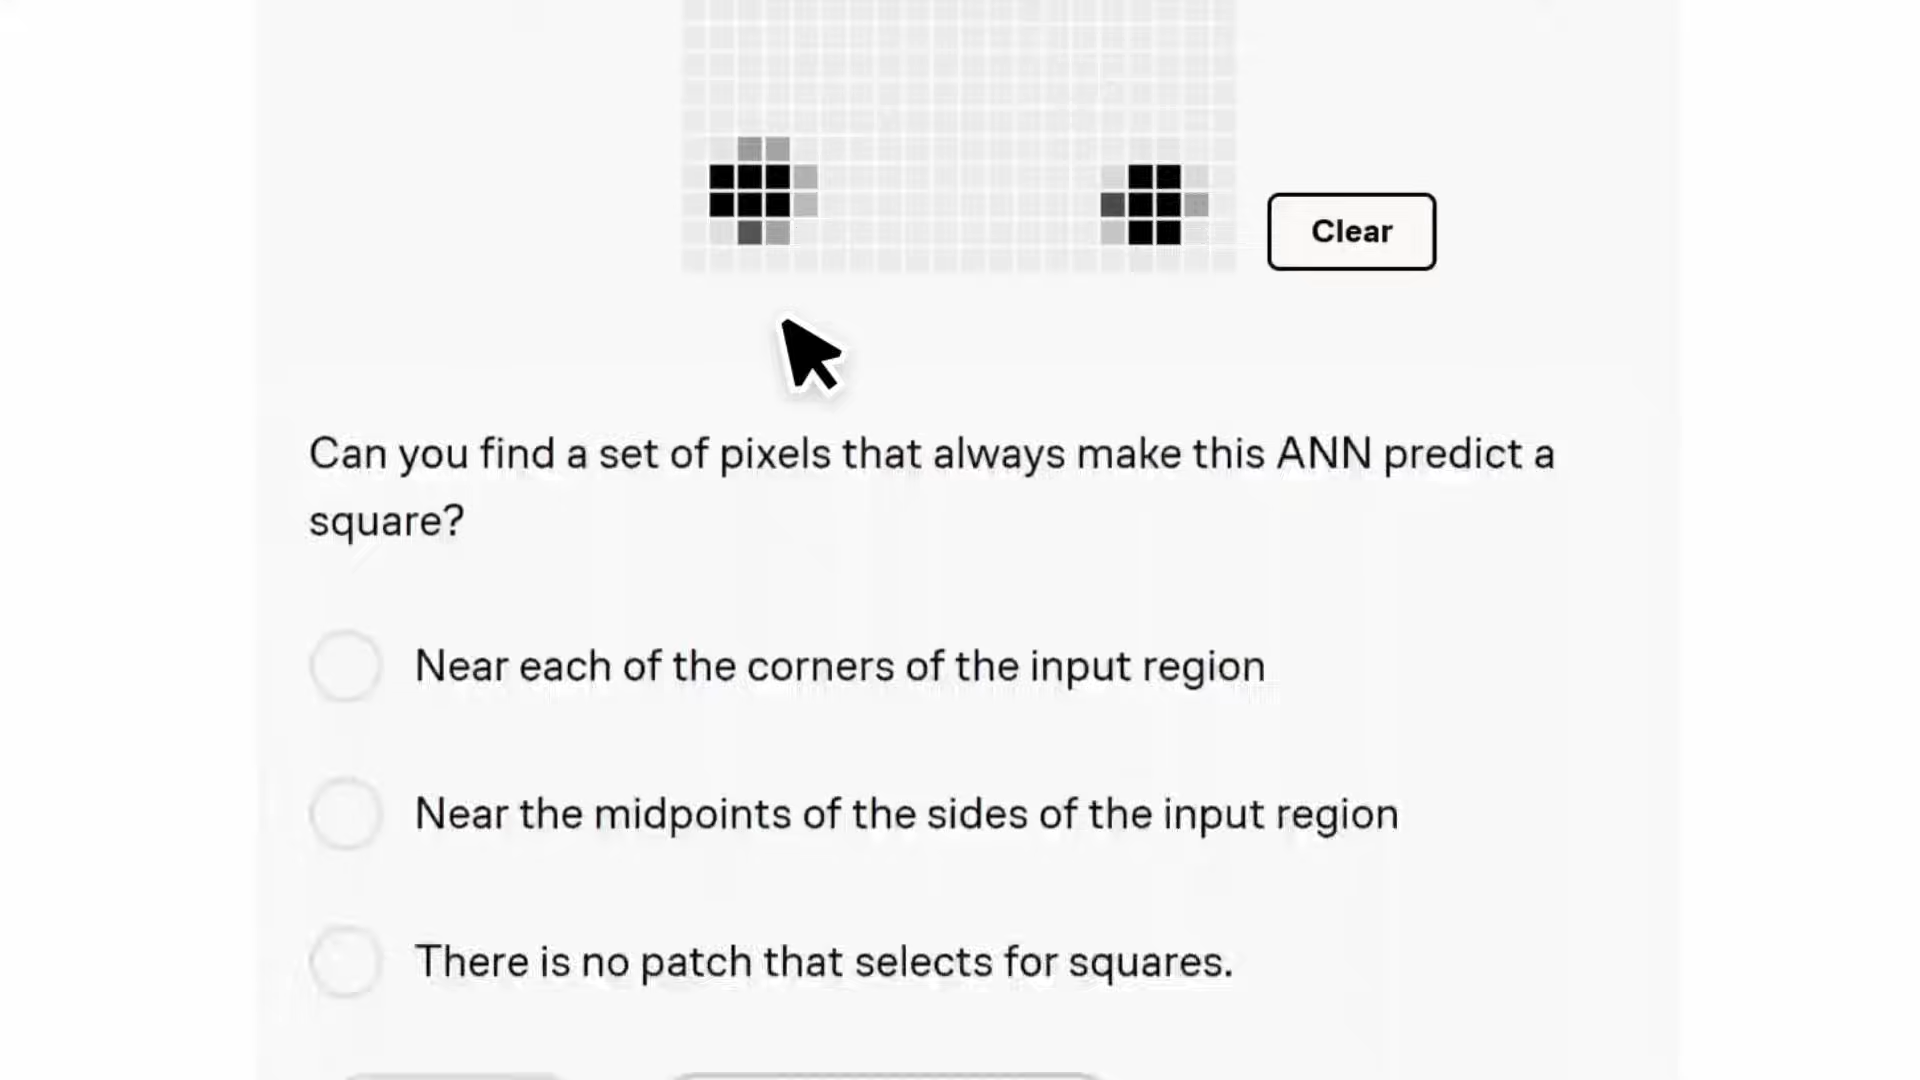 Clear
Can you find a set of pixels that always make this ANN predict a
square?
Near each of the corners of the input region
Near the midpoints of the sides of the input region
There is no patch that selects for squares.